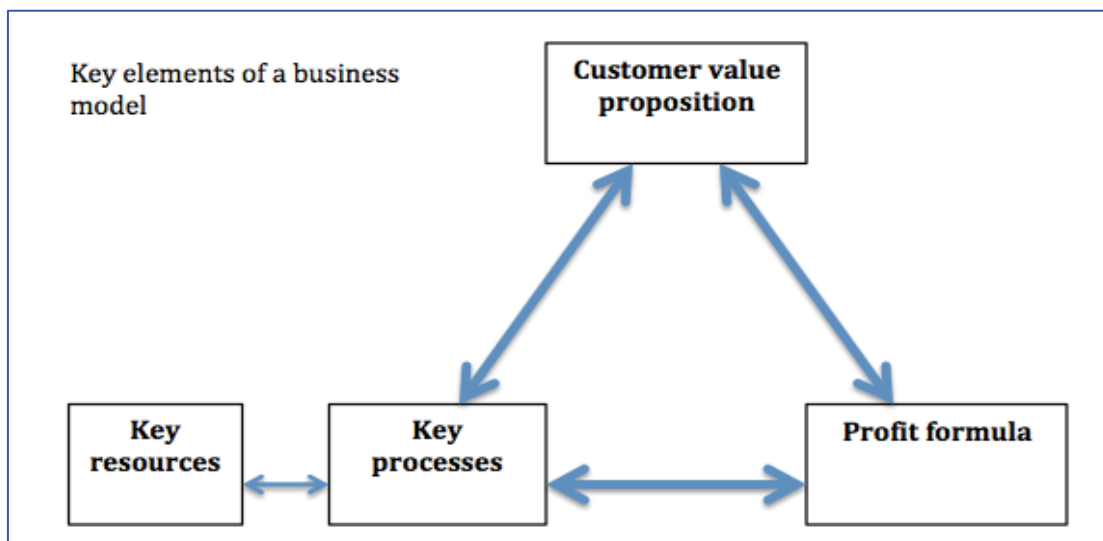 Key elements of a business
model
Customer value
proposition
Key
resources
Key
processes
Profit formula